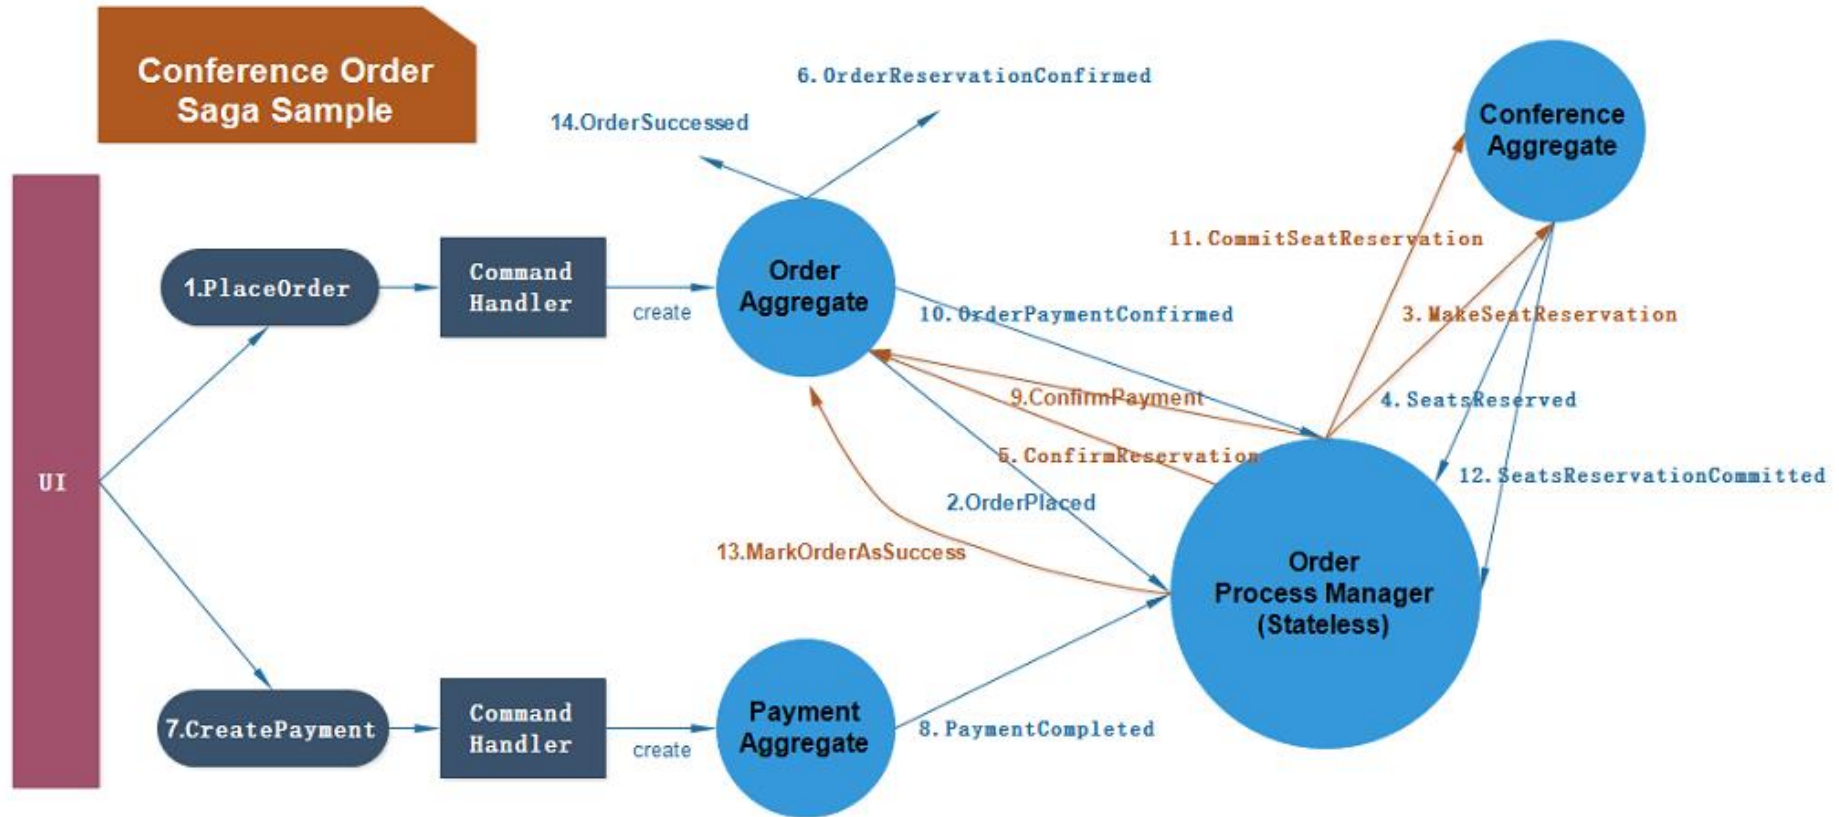 Conference Order
Saga Sample
6.OrderReservationConfirmed
14.OrderSuccessed
Conference
Aggregate
11.CommitSeatReservation
1.PlaceOrder
Command
Handler
create
Order
Aggregate
10.OrderPaymentConfirmed
3.MakeSeatReservation
9.ConfirmPayment
4.SeatsReserved
5.ConfirmReservation
12.SeatsReservationCommitted
UI
2.OrderPlaced
13.MarkOrderAsSuccess
Order
Process Manager
(Stateless)
7.CreatePayment
Command
Handler
create
Payment
Aggregate
8.PaymentCompleted